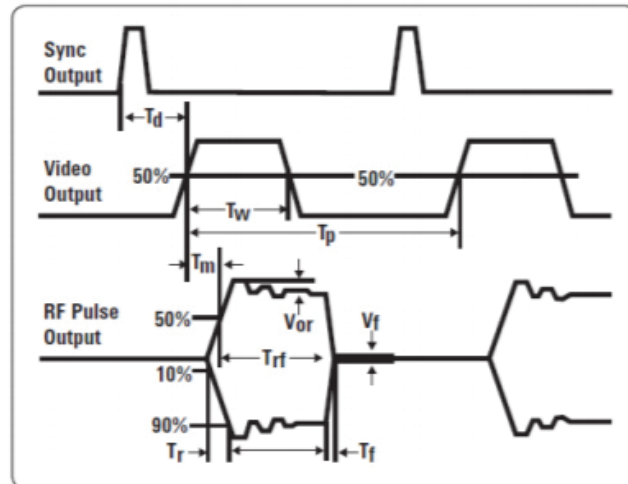 Sync
Output
Td
Video
Output
50%
50%
Tw
Tp
Tm
RF Pulse
Output
50%
Vor
Vf
Trf
10%
90%
Tr
Tf